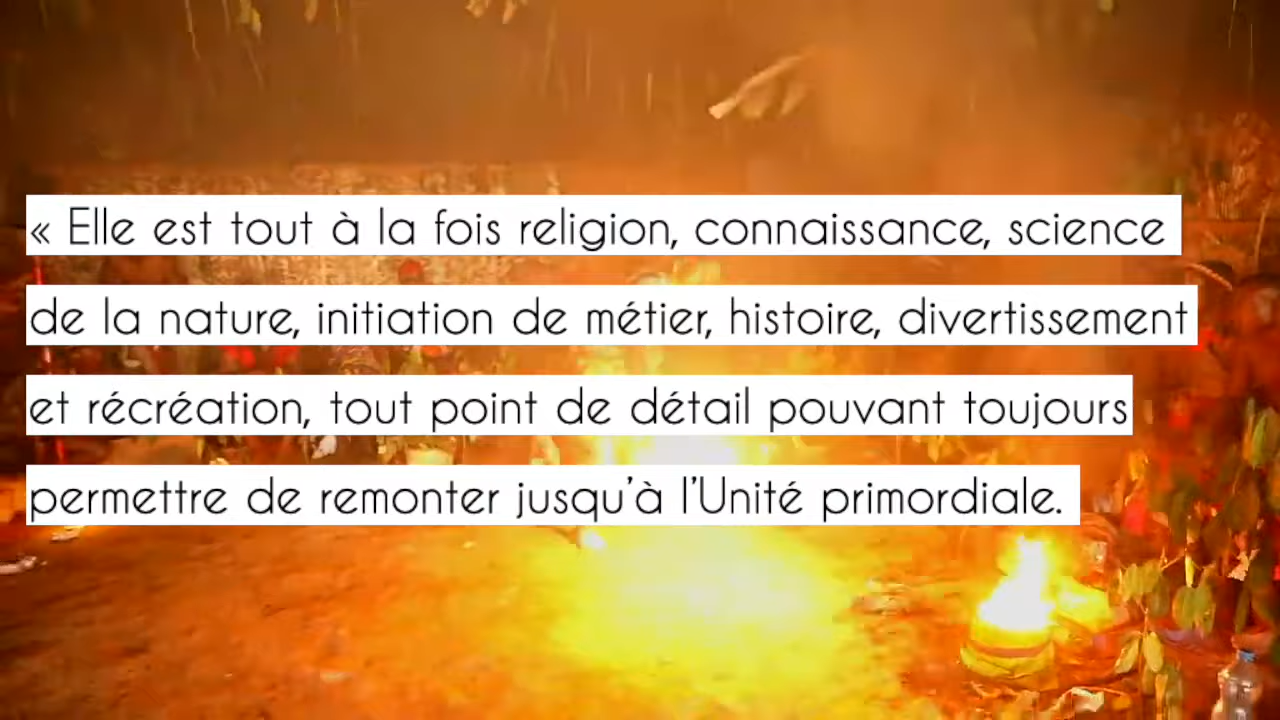 « Elle est tout à la fois religion, connaissance, science
de la nature, initiation de métier, histoire, divertissement
et récréation, tout point de détail pouvant toujours
permettre de remonter jusqu’à l’Unité primordiale.